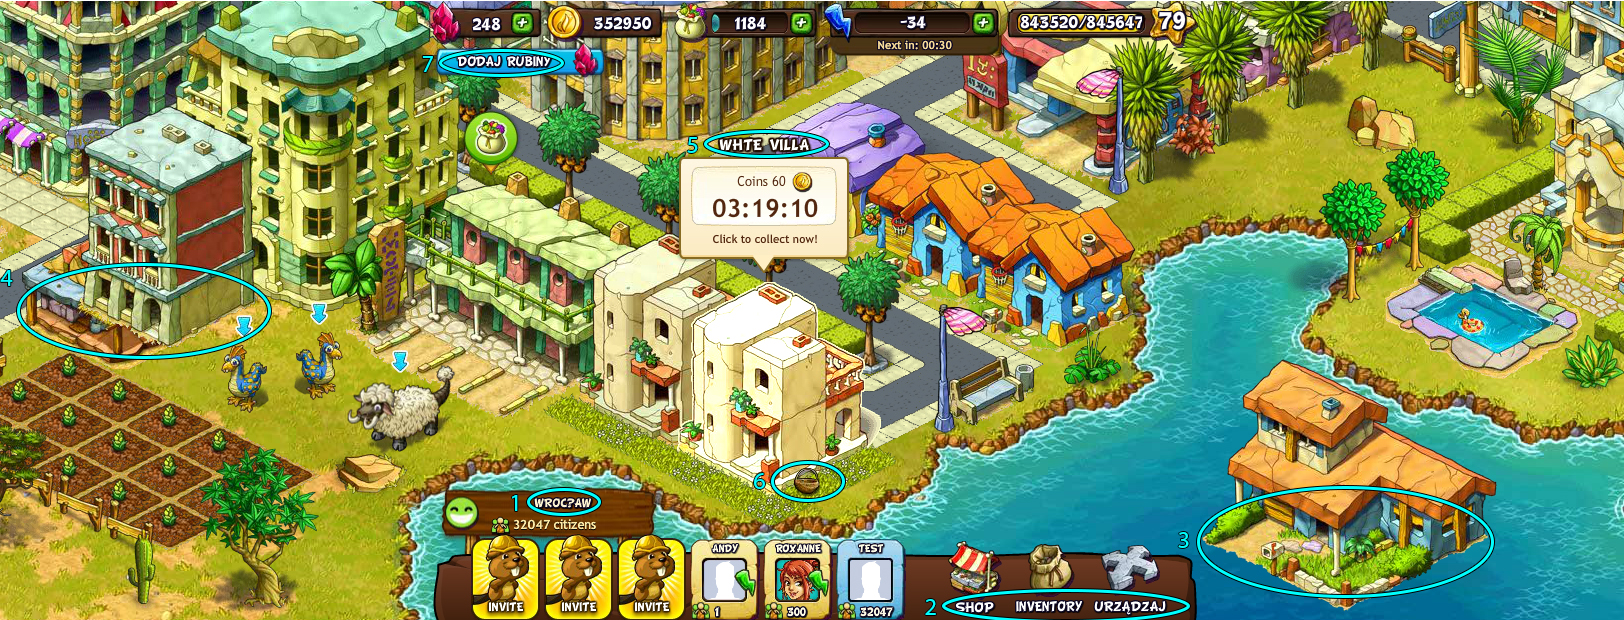 248
352950
1184
-34
843520/845647
79
Next in: 00:30
7
DODAJ RUBINY
5
WHTE VILLA
Coins 60
03:19:10
Click to collect now!
4
6
3
1
WROC?AW
32047 citizens
INVITE
INVITE
INVITE
ANDY
1
ROXANNE
300
TEST
32047
2
SHOP
INVENTORY
URZĄDZAJ